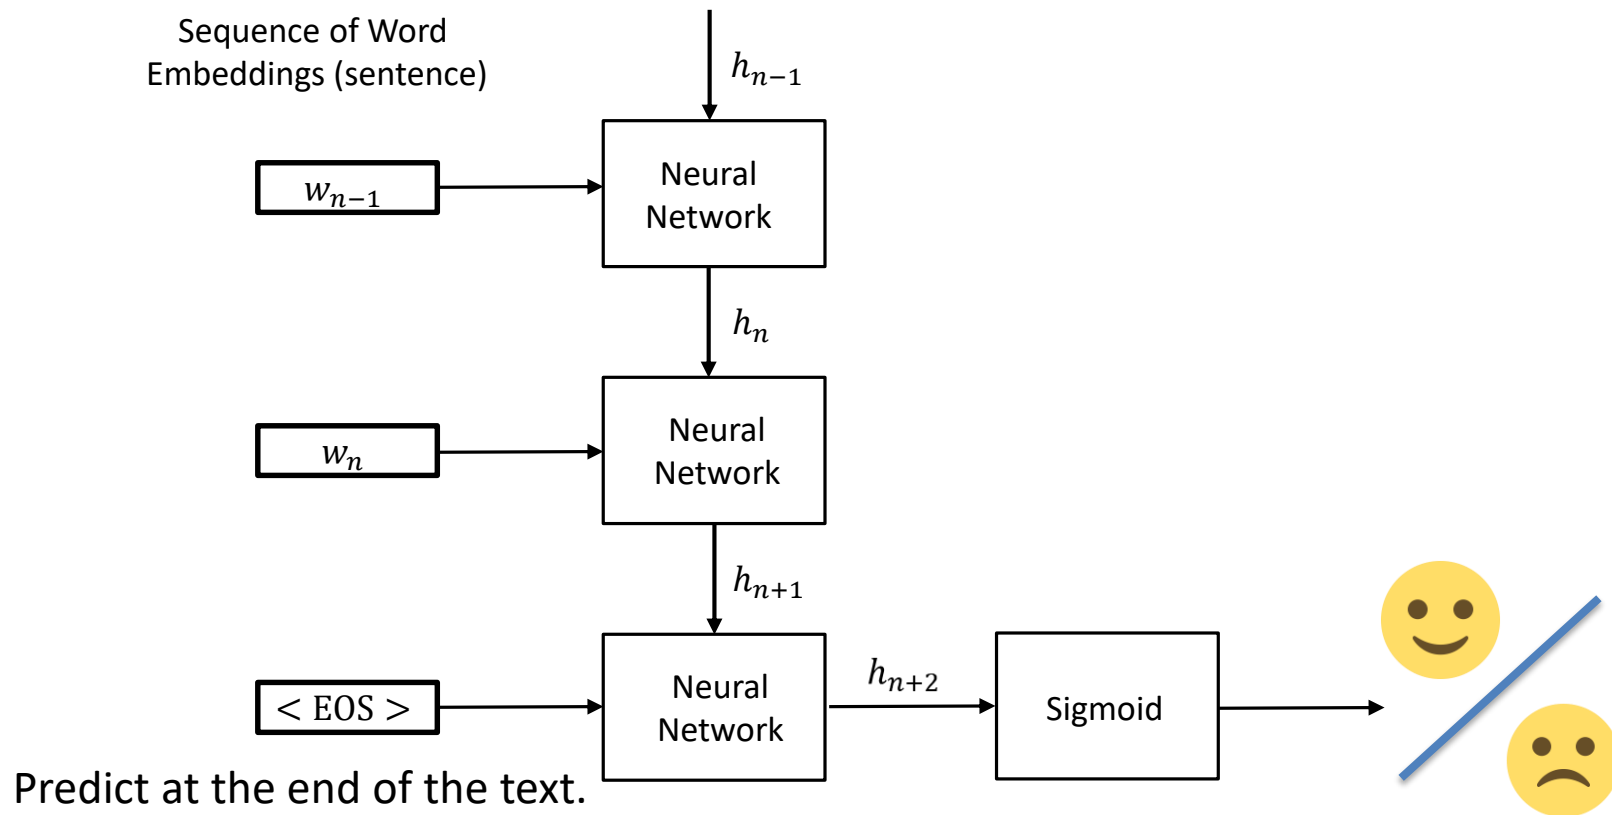 Sequence of Word
Embeddings (sentence)
h_{n−1}
w_{n−1}
Neural
Network
h_n
w_n
Neural
Network
h_{n+1}
< EOS >
Neural
Network
h_{n+2}
Sigmoid
Predict at the end of the text.